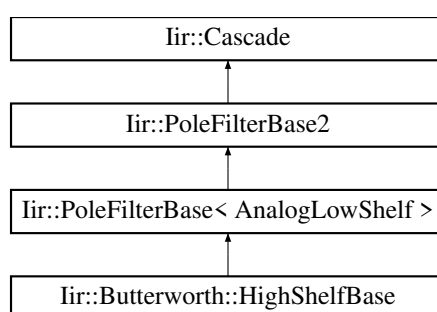 Iir::Cascade
Iir::PoleFilterBase2
Iir::PoleFilterBase< AnalogLowShelf >
Iir::Butterworth::HighShelfBase